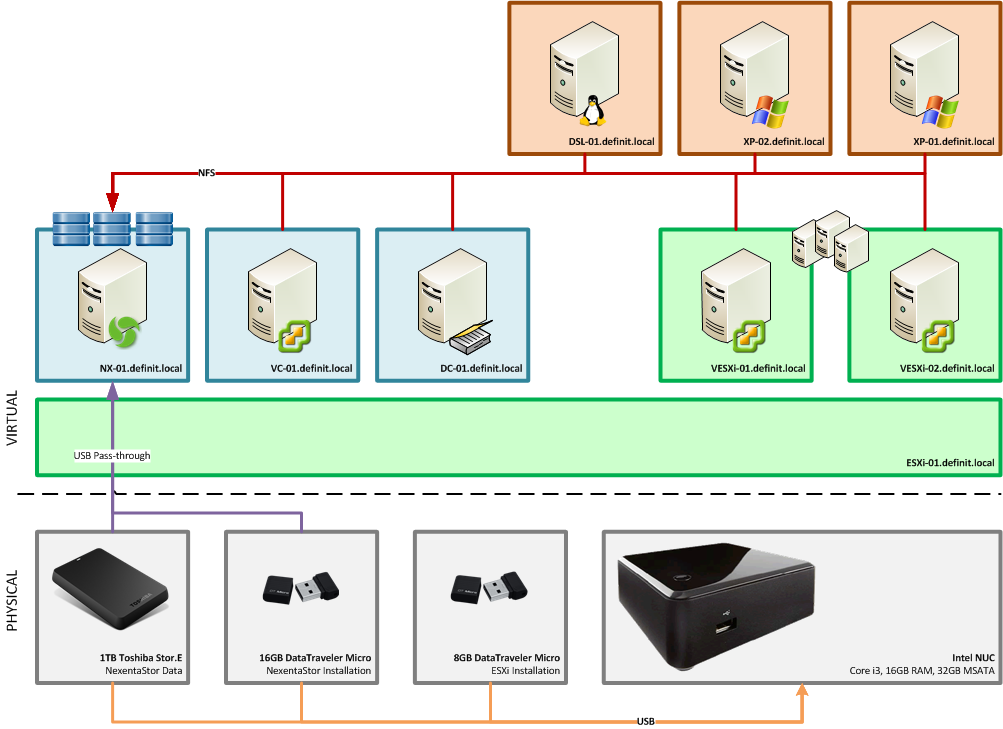 DSL-01.definit.local
XP-02.definit.local
XP-01.definit.local
NFS
NX-01.definit.local
VC-01.definit.local
DC-01.definit.local
VESXi-01.definit.local
VESXi-02.definit.local
VIRTUAL
USB Pass-through
ESXi-01.definit.local
PHYSICAL
1TB Toshiba Stor.E
NexentaStor Data
16GB DataTraveler Micro
NexentaStor Installation
8GB DataTraveler Micro
ESXi Installation
Intel NUC
Core i3, 16GB RAM, 32GB MSATA
TOSHIBA
Micro
Micro
USB